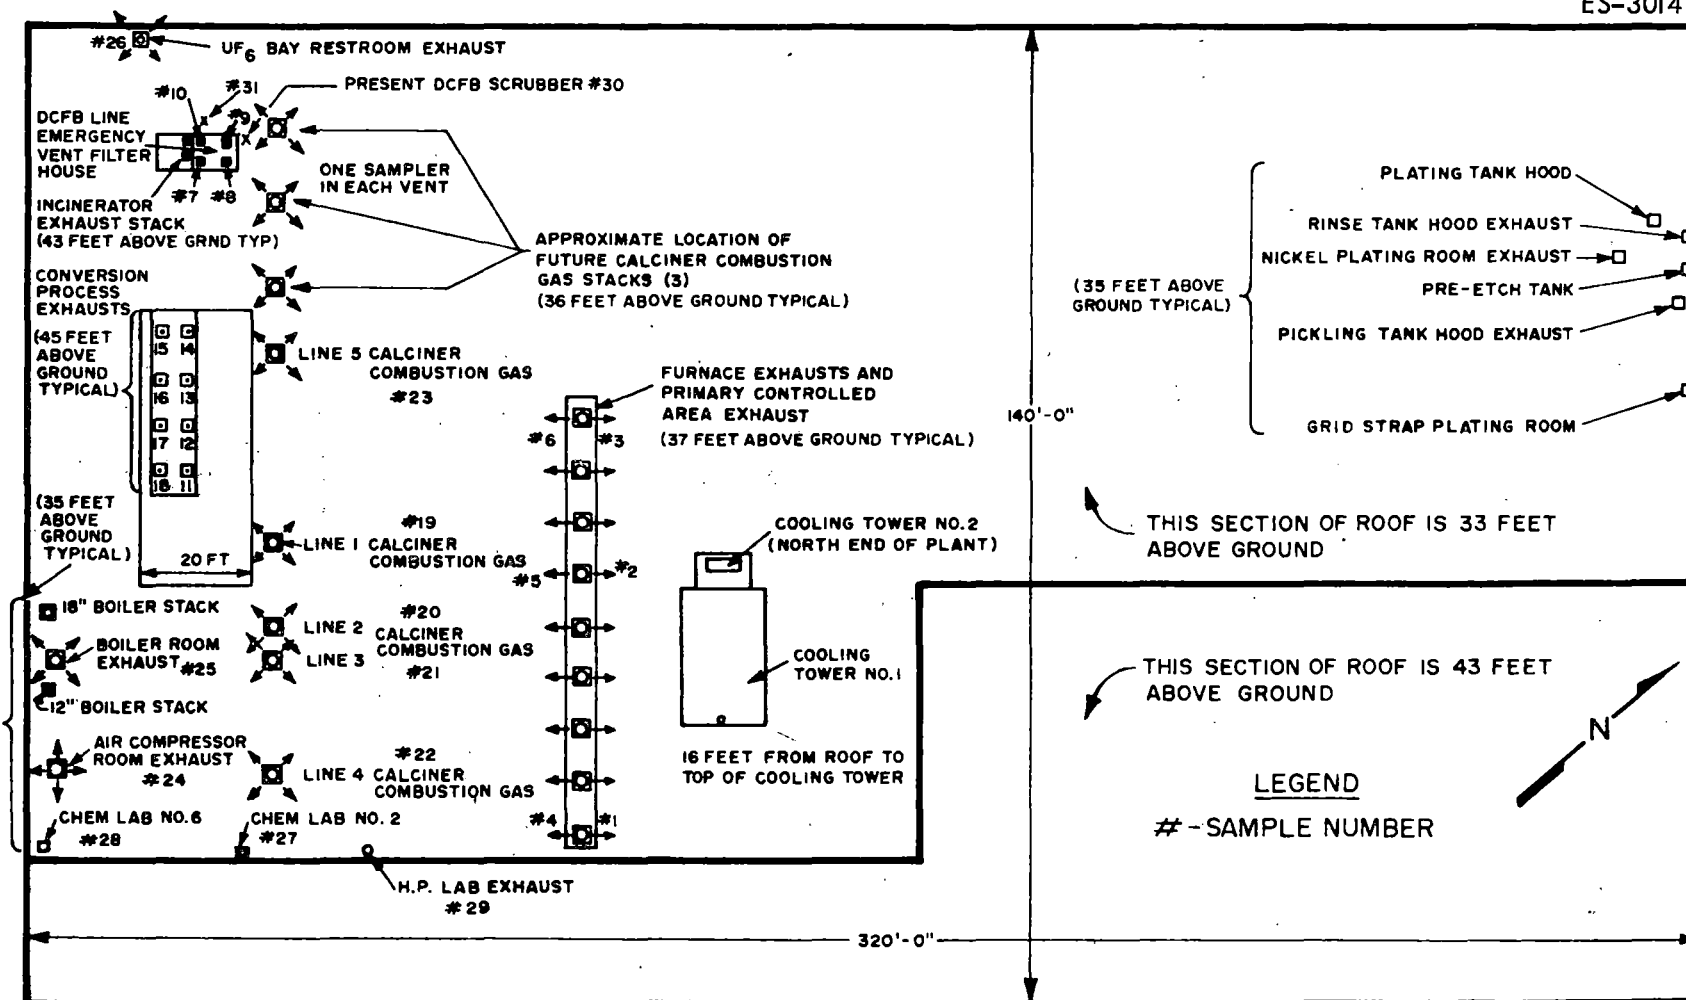 ES-3014
#26
UF6 BAY RESTROOM EXHAUST
#10
#31
PRESENT DCFB SCRUBBER #30
#9
x
x
DCFB LINE
EMERGENCY
VENT FILTER
HOUSE
#7
#8
ONE SAMPLER
IN EACH VENT
INCINERATOR
EXHAUST STACK
(43 FEET ABOVE GRND TYP)
APPROXIMATE LOCATION OF
FUTURE CALCINER COMBUSTION
GAS STACKS (3)
(36 FEET ABOVE GROUND TYPICAL)
CONVERSION
PROCESS
EXHAUSTS
(45 FEET
ABOVE
GROUND
TYPICAL)
15 14
16 13
17 12
18 11
LINE 5 CALCINER
COMBUSTION GAS
#23
FURNACE EXHAUSTS AND
PRIMARY CONTROLLED
AREA EXHAUST
(37 FEET ABOVE GROUND TYPICAL)
#6
#3
PLATING TANK HOOD
RINSE TANK HOOD EXHAUST
NICKEL PLATING ROOM EXHAUST
PRE-ETCH TANK
PICKLING TANK HOOD EXHAUST
GRID STRAP PLATING ROOM
(35 FEET ABOVE
GROUND TYPICAL)
140'-0"
(35 FEET
ABOVE
GROUND
TYPICAL)
20 FT
#19
LINE 1 CALCINER
COMBUSTION GAS
#5
#2
COOLING TOWER NO.2
(NORTH END OF PLANT)
THIS SECTION OF ROOF IS 33 FEET
ABOVE GROUND
18" BOILER STACK
BOILER ROOM
EXHAUST #25
12" BOILER STACK
#20
LINE 2 CALCINER
COMBUSTION GAS
LINE 3
#21
COOLING
TOWER NO.1
THIS SECTION OF ROOF IS 43 FEET
ABOVE GROUND
N
AIR COMPRESSOR
ROOM EXHAUST
#24
#22
LINE 4 CALCINER
COMBUSTION GAS
16 FEET FROM ROOF TO
TOP OF COOLING TOWER
LEGEND
# - SAMPLE NUMBER
CHEM LAB NO.6
#28
CHEM LAB NO. 2
#27
#4
#1
H.P. LAB EXHAUST
#29
320'-0"